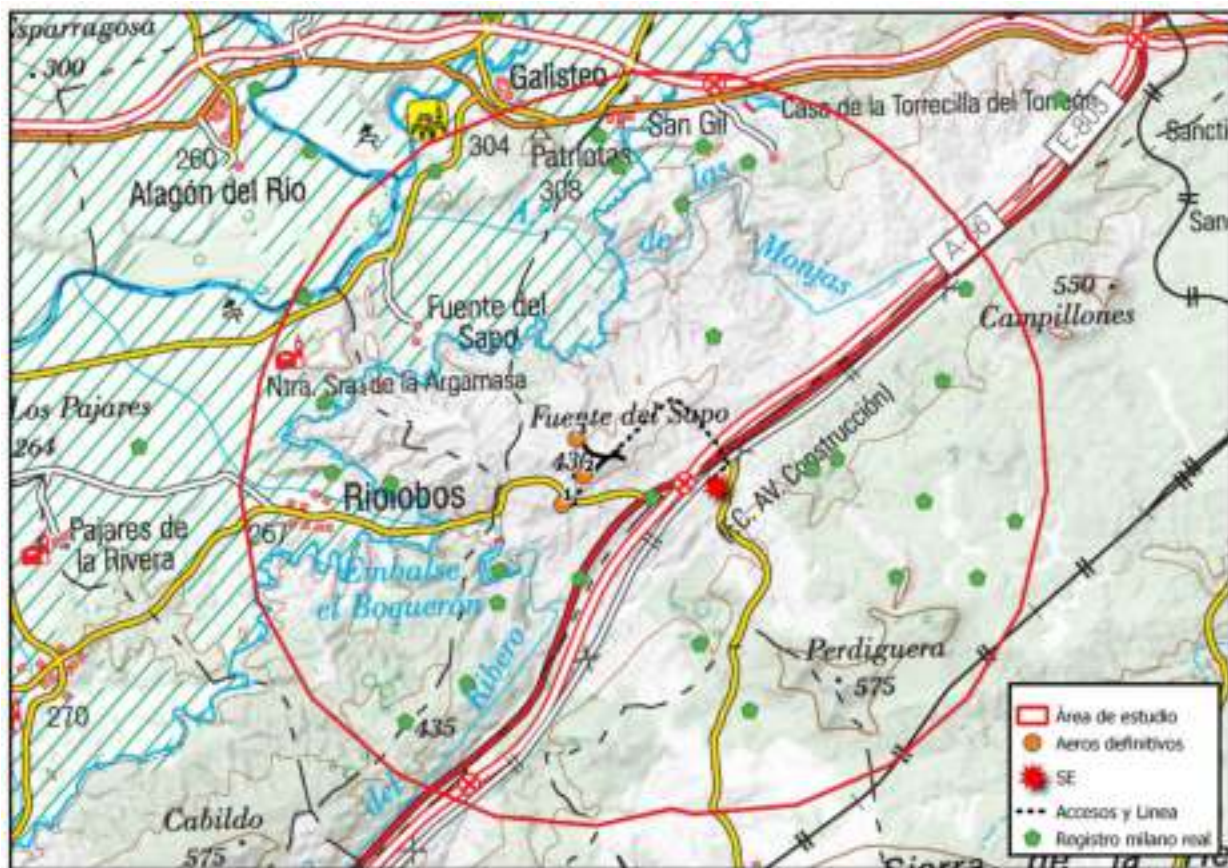 Esparragosa
300
Galisteo
San Gil
Casa de la Torrecilla del Torreón
E-803
260
304
Patriotas
308
Alagón del Río
de
las
Monjas
A-66
550
Campillones
Fuente del
Sapo
Ntra. Sra. de la Argamasa
Los Pajares
264
Fuente del Sapo
Riolobos
267
Pajares de
la Rivera
C. AV. Construcción)
Embalse
el Boquerón
Perdiguera
575
270
435
del
Ribero
Cabildo
575
Área de estudio
Aeros definitivos
SE
Accesos y Linea
Registro milano real